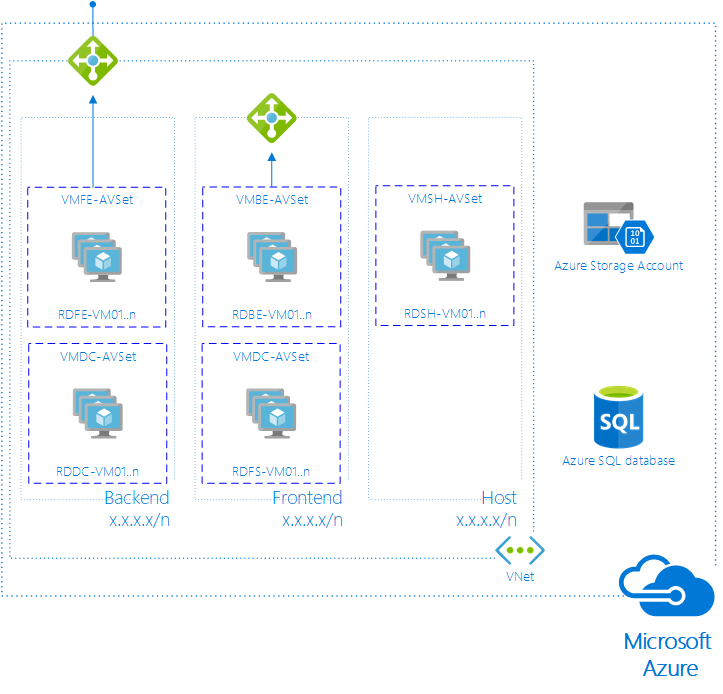 VMFE-AVSet
RDFE-VM01..n
VMDC-AVSet
RDDC-VM01..n
Backend
x.x.x.x/n
VMBE-AVSet
RDBE-VM01..n
VMDC-AVSet
RDFS-VM01..n
Frontend
x.x.x.x/n
VMSH-AVSet
RDSH-VM01..n
Host
x.x.x.x/n
VNet
10
01
Azure Storage Account
SQL
Azure SQL database
Microsoft
Azure